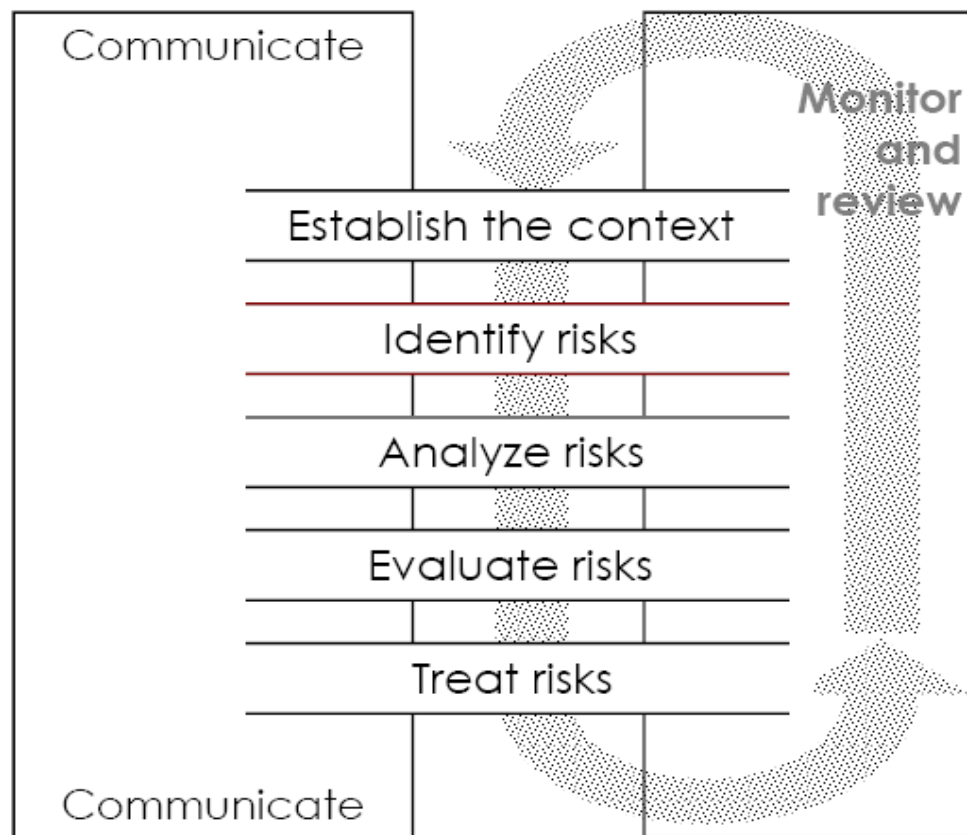 Communicate
Monitor
and
review
Establish the context
Identify risks
Analyze risks
Evaluate risks
Treat risks
Communicate